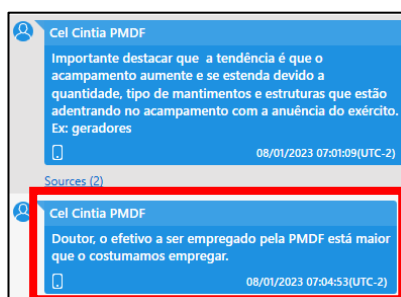 Cel Cintia PMDF
Importante destacar que a tendência é que o
acampamento aumente e se estenda devido a
quantidade, tipo de mantimentos e estruturas que estão
adentrando no acampamento com a anuência do exército.
Ex: geradores
08/01/2023 07:01:09(UTC-2)
Sources (2)
Cel Cintia PMDF
Doutor, o efetivo a ser empregado pela PMDF está maior
que o costumamos empregar.
08/01/2023 07:04:53(UTC-2)